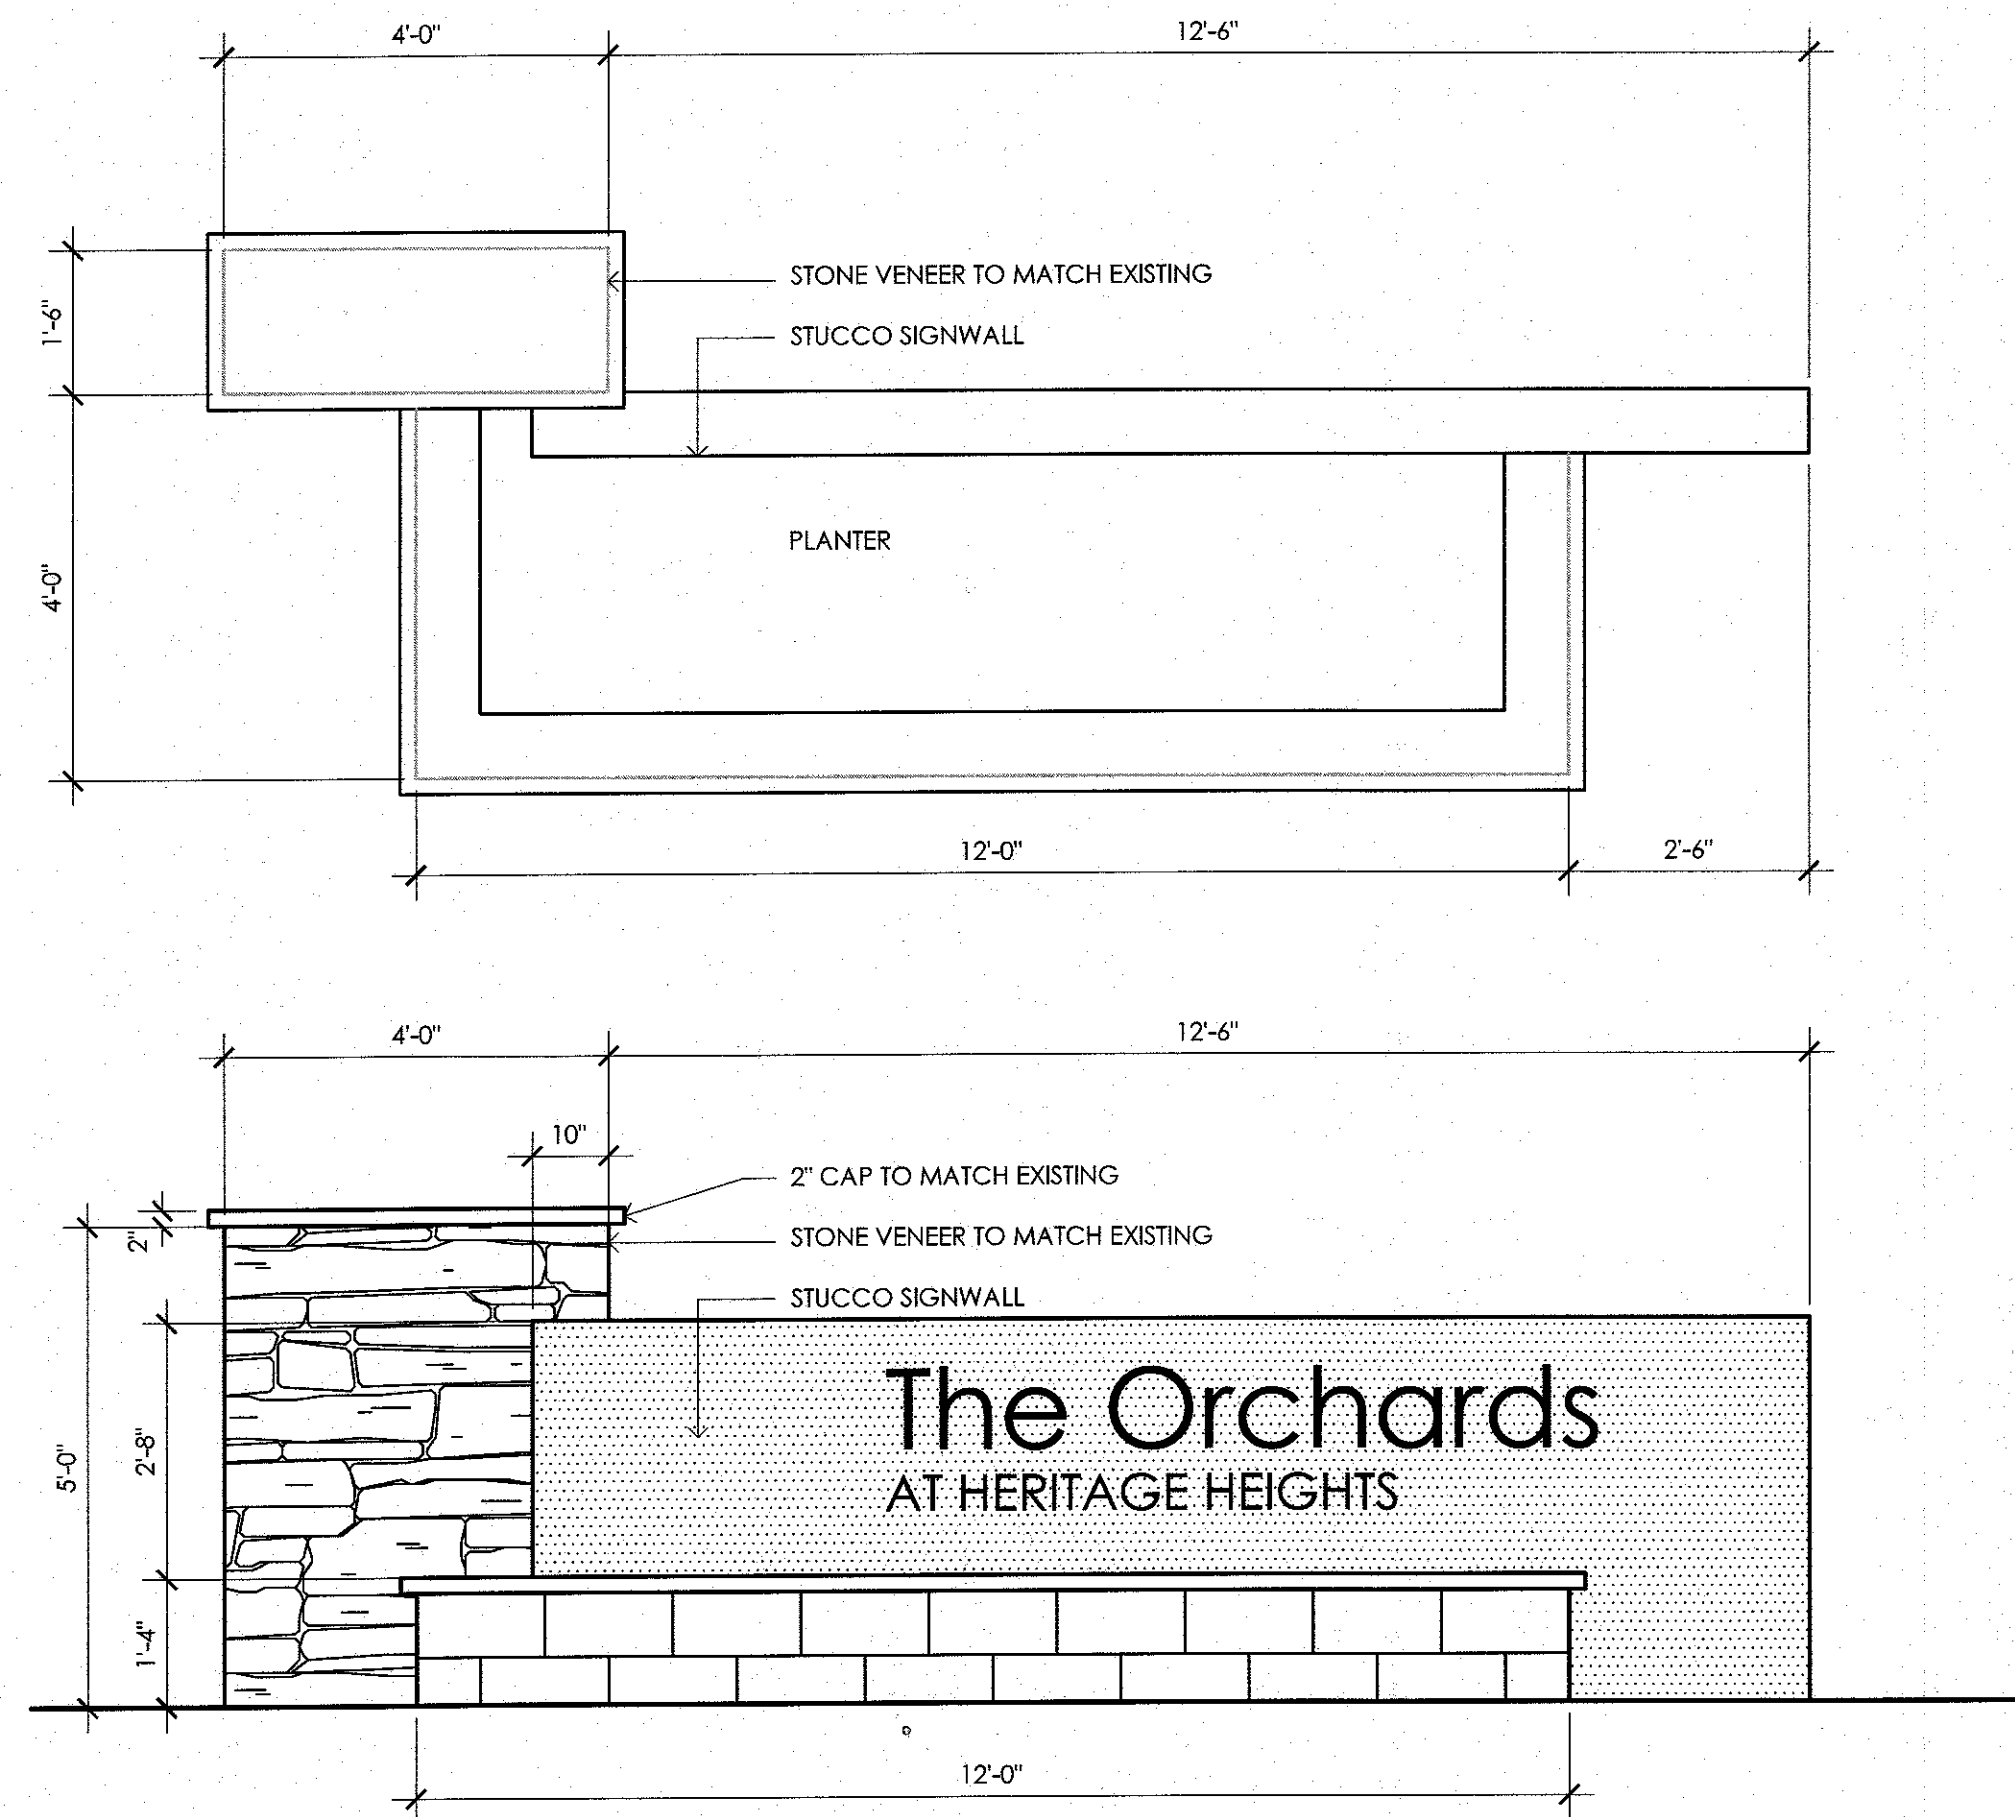 4'-0" 12'-6"
STONE VENEER TO MATCH EXISTING
1'-6"
STUCCO SIGNWALL
PLANTER
4'-0"
12'-0" 2'-6"
4'-0" 12'-6"
10"
2" CAP TO MATCH EXISTING
2"
STONE VENEER TO MATCH EXISTING
STUCCO SIGNWALL
The Orchards
5'-0" 2'-8"
AT HERITAGE HEIGHTS
1'-4"
12'-0"